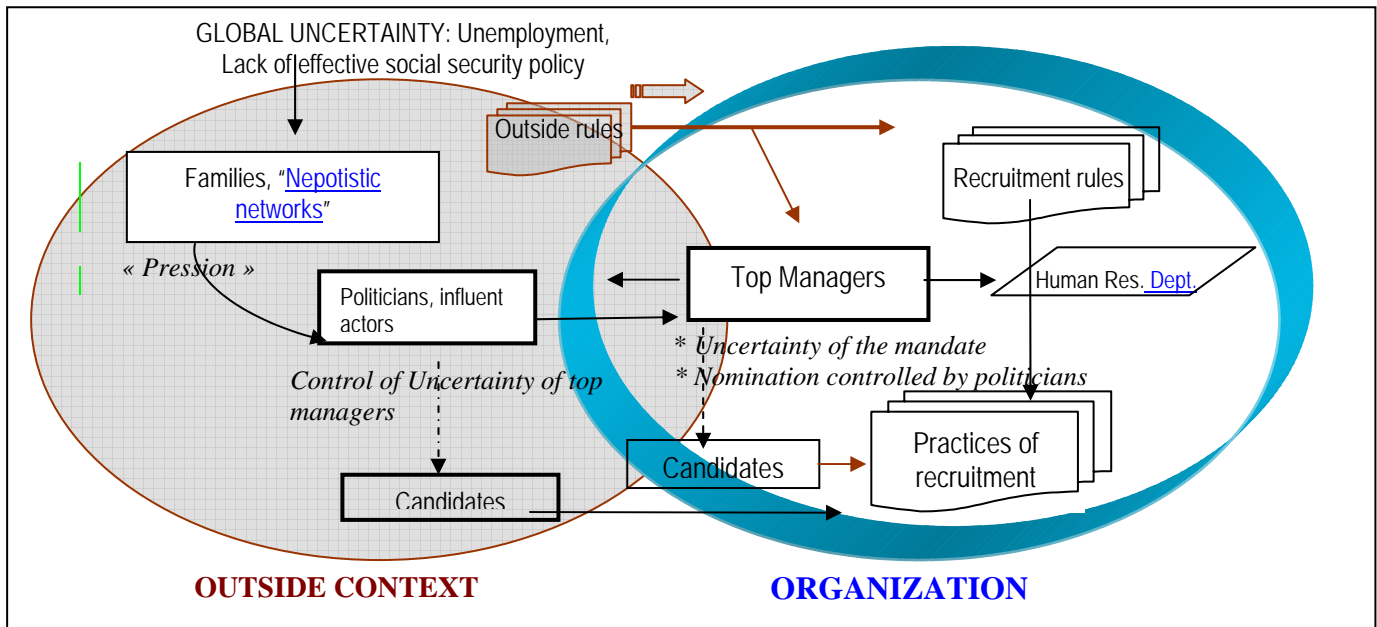 GLOBAL UNCERTAINTY: Unemployment,
Lack of effective social security policy
Outside rules
Families, "Nepotistic
networks"
Recruitment rules
« Pression »
Politicians, influent
actors
Top Managers
Human Res. Dept.
* Uncertainty of the mandate
* Nomination controlled by politicians
Control of Uncertainty of top
managers
Candidates
Practices of
recruitment
Candidates
OUTSIDE CONTEXT
ORGANIZATION